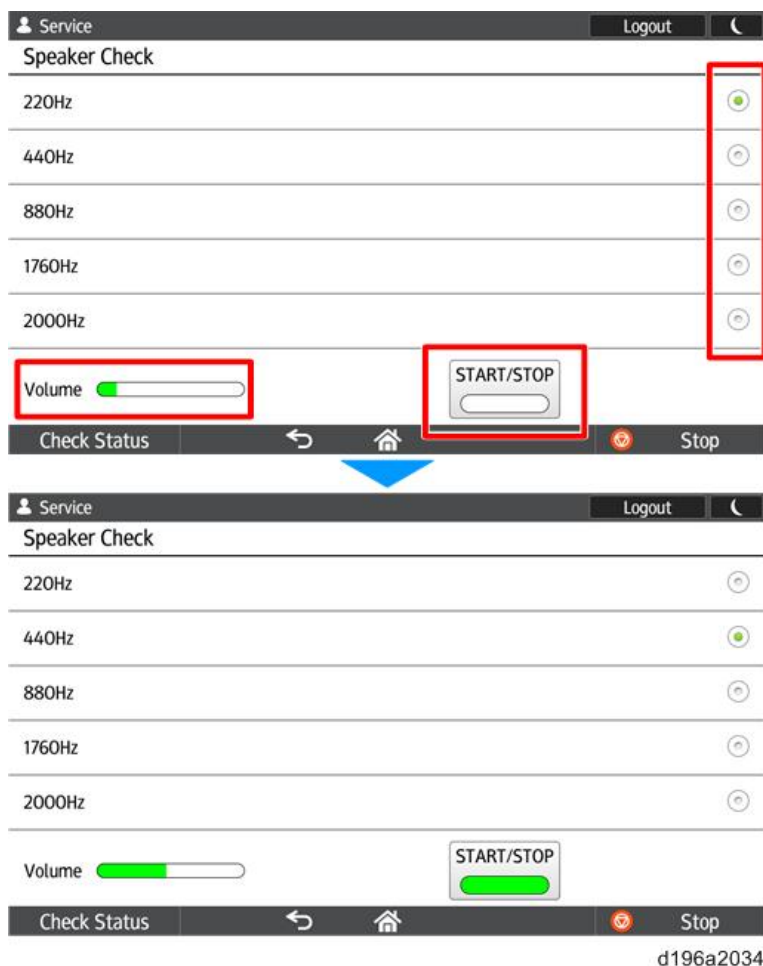 Service Logout
Speaker Check
220Hz
440Hz
880Hz
1760Hz
2000Hz
Volume START/STOP
Check Status Stop
Service Logout
Speaker Check
220Hz
440Hz
880Hz
1760Hz
2000Hz
Volume START/STOP
Check Status Stop
d196a2034